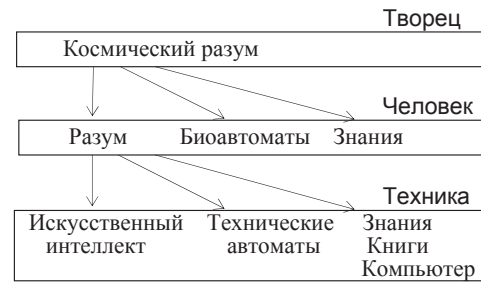 Творец
Космический разум
Человек
Разум Биоавтоматы Знания
Техника
Искусственный Технические Знания
интеллект автоматы Книги
Компьютер